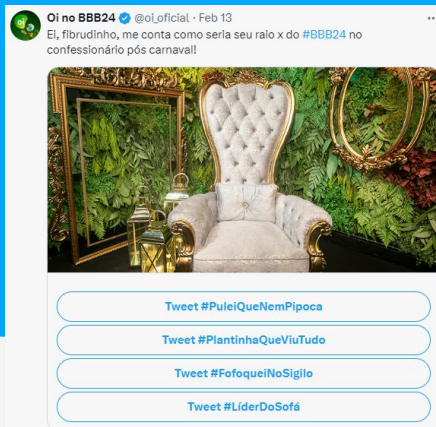 Oi no BBB24 @oi_oficial · Feb 13
Ei, fibrudinho, me conta como seria seu raio x do #BBB24 no
confessionário pós carnaval!
Tweet #PuleiQueNemPipoca
Tweet #PlantinhaQueViuTudo
Tweet #FofoqueiNoSigilo
Tweet #LíderDoSofá